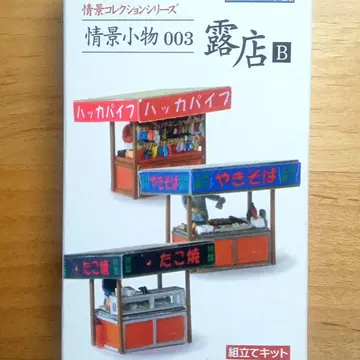 情景コレクションシリーズ
情景小物 003 露店 B
ハッカパイプ ハッカパイプ
やきそば やきそば
たこ焼 たこ焼
組立てキット